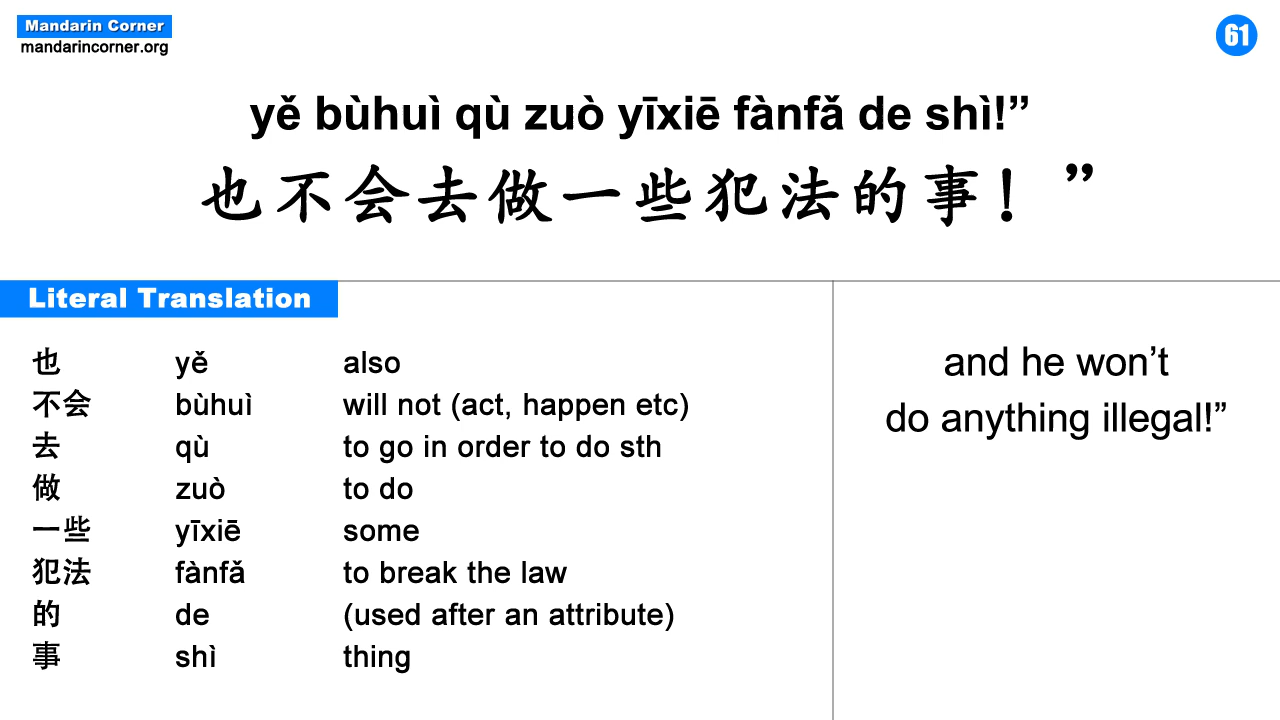 Mandarin Corner
mandarincorner.org
61
yě bùhuì qù zuò yīxiē fànfǎ de shì!”
也不会去做一些犯法的事！”
Literal Translation
也 yě also
不会 bùhuì will not (act, happen etc)
去 qù to go in order to do sth
做 zuò to do
一些 yīxiē some
犯法 fànfǎ to break the law
的 de (used after an attribute)
事 shì thing
and he won’t
do anything illegal!”